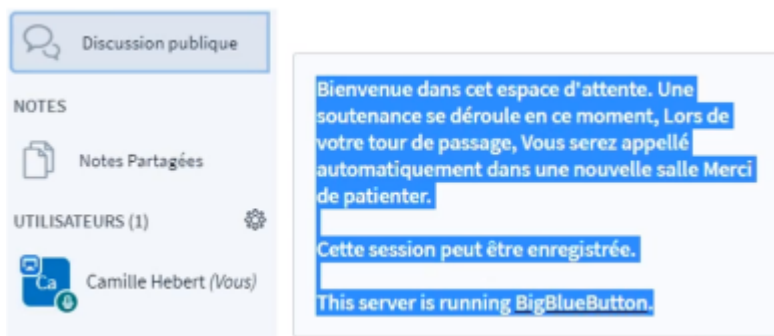 Discussion publique
NOTES
Notes Partagées
UTILISATEURS (1)
Ca
Camille Hebert (Vous)
Bienvenue dans cet espace d'attente. Une
soutenance se déroule en ce moment, Lors de
votre tour de passage, Vous serez appellé
automatiquement dans une nouvelle salle Merci
de patienter.
Cette session peut être enregistrée.
This server is running BigBlueButton.